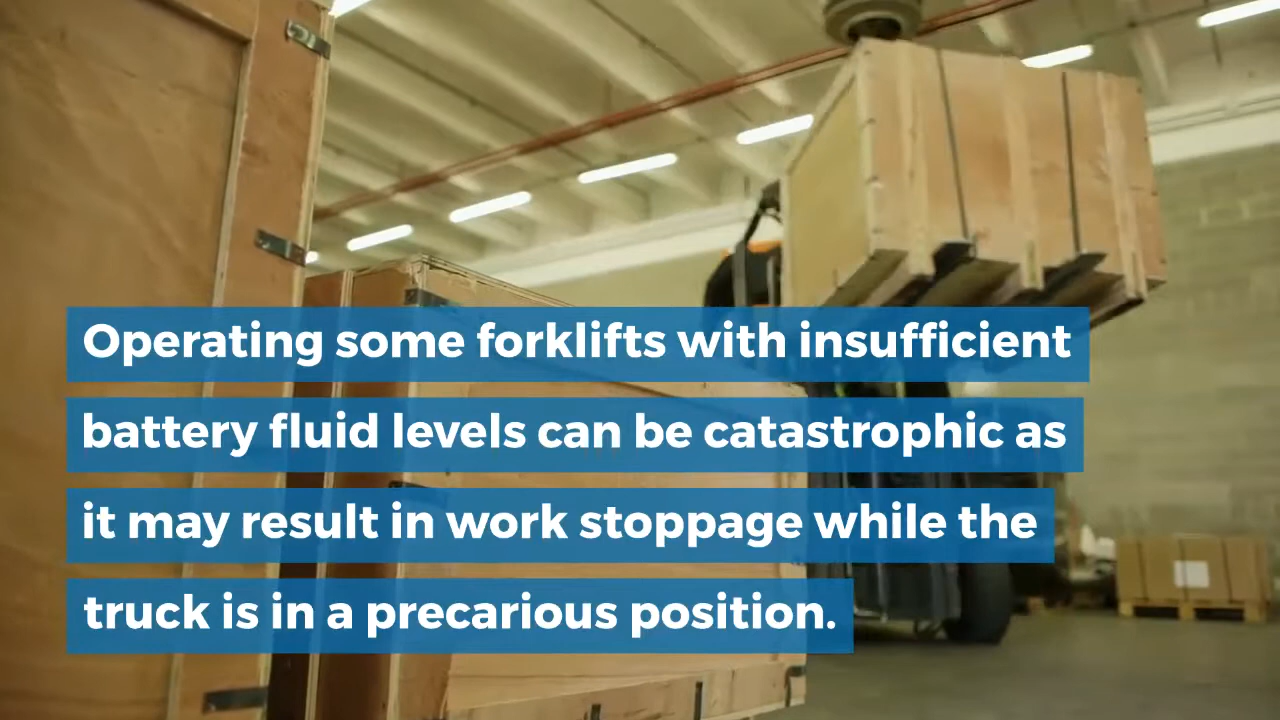 Operating some forklifts with insufficient
battery fluid levels can be catastrophic as
it may result in work stoppage while the
truck is in a precarious position.